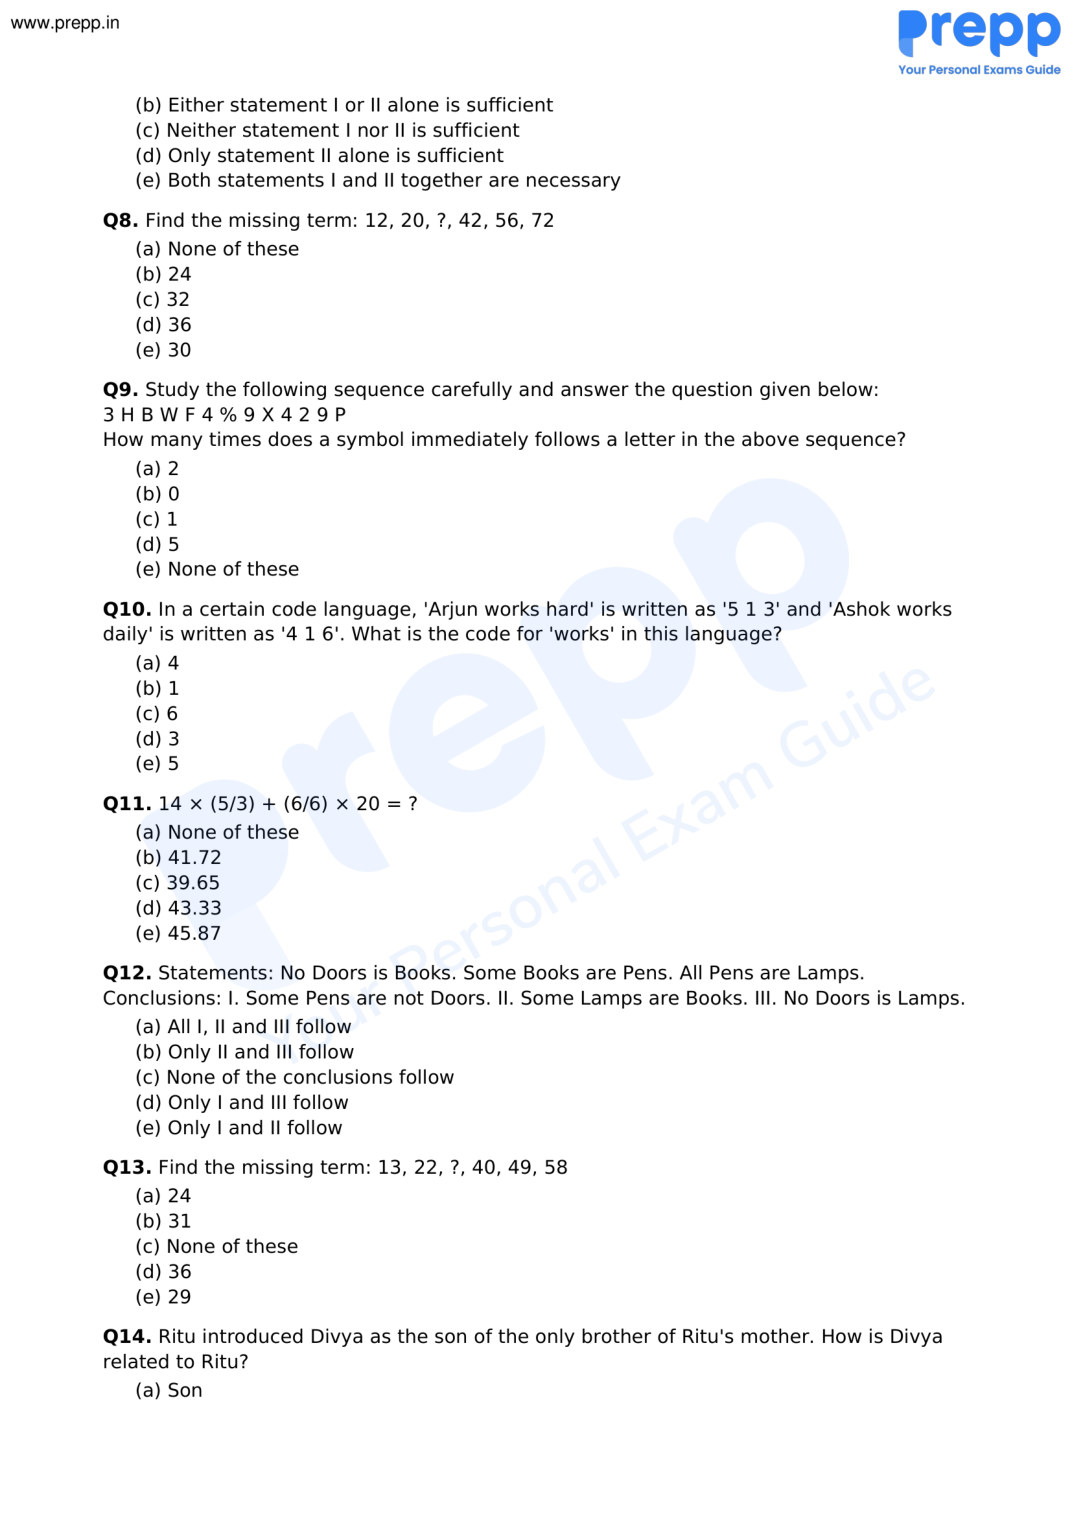 www.prepp.in
Prepp
Your Personal Exams Guide
(b) Either statement I or II alone is sufficient
(c) Neither statement I nor II is sufficient
(d) Only statement II alone is sufficient
(e) Both statements I and II together are necessary
Q8. Find the missing term: 12, 20, ?, 42, 56, 72
(a) None of these
(b) 24
(c) 32
(d) 36
(e) 30
Q9. Study the following sequence carefully and answer the question given below:
3 H B W F 4 % 9 X 4 2 9 P
How many times does a symbol immediately follows a letter in the above sequence?
(a) 2
(b) 0
(c) 1
(d) 5
(e) None of these
Q10. In a certain code language, 'Arjun works hard' is written as '5 1 3' and 'Ashok works
daily' is written as '4 1 6'. What is the code for 'works' in this language?
(a) 4
(b) 1
(c) 6
(d) 3
(e) 5
Q11. 14 × (5/3) + (6/6) × 20 = ?
(a) None of these
(b) 41.72
(c) 39.65
(d) 43.33
(e) 45.87
Q12. Statements: No Doors is Books. Some Books are Pens. All Pens are Lamps.
Conclusions: I. Some Pens are not Doors. II. Some Lamps are Books. III. No Doors is Lamps.
(a) All I, II and III follow
(b) Only II and III follow
(c) None of the conclusions follow
(d) Only I and III follow
(e) Only I and II follow
Q13. Find the missing term: 13, 22, ?, 40, 49, 58
(a) 24
(b) 31
(c) None of these
(d) 36
(e) 29
Q14. Ritu introduced Divya as the son of the only brother of Ritu's mother. How is Divya
related to Ritu?
(a) Son
prepp
Your Personal Exam Guide